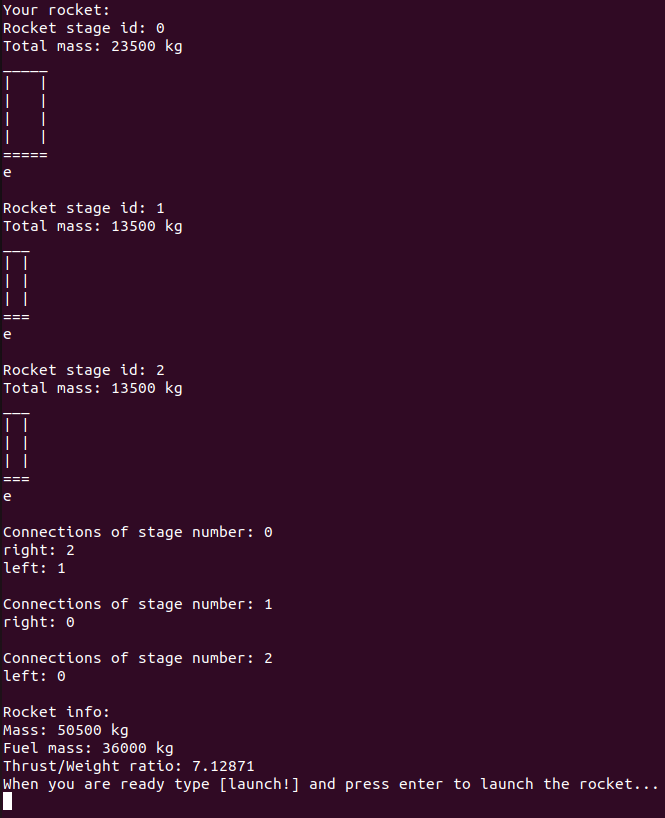 Your rocket:
Rocket stage id: 0
Total mass: 23500 kg
_____
|   |
|   |
|   |
|   |
=====
e

Rocket stage id: 1
Total mass: 13500 kg
___
| |
| |
| |
===
e

Rocket stage id: 2
Total mass: 13500 kg
___
| |
| |
| |
===
e

Connections of stage number: 0
right: 2
left: 1

Connections of stage number: 1
right: 0

Connections of stage number: 2
left: 0

Rocket info:
Mass: 50500 kg
Fuel mass: 36000 kg
Thrust/Weight ratio: 7.12871
When you are ready type [launch!] and press enter to launch the rocket...